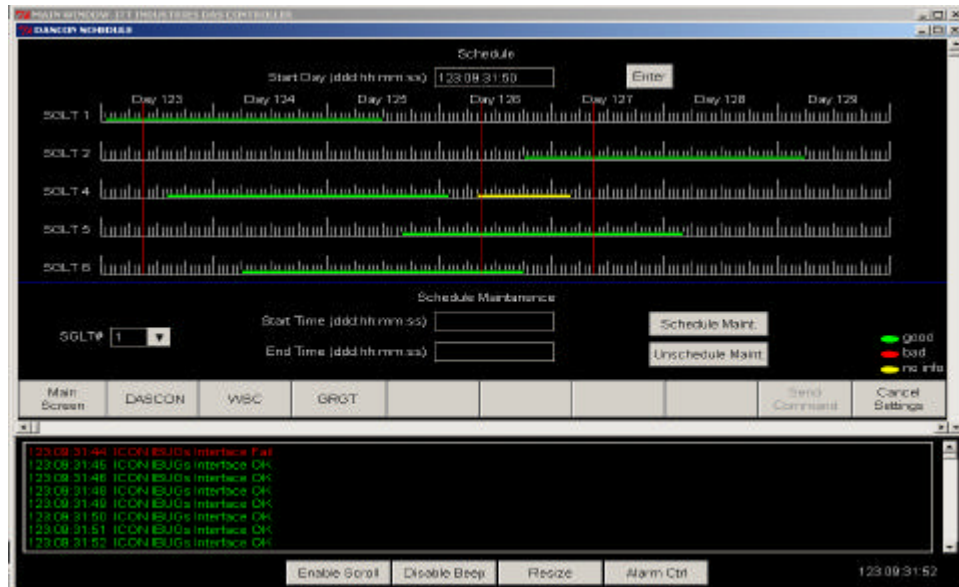 MAIN WINDOW- ITT INDUSTRIES DAS CONTROLLER
DASCON SCHEDULE
Schedule
Start Day (ddd:hh:mm:ss) 123:09:31:50 Enter
Day 123 Day 124 Day 125 Day 126 Day 127 Day 128 Day 129
SGLT 1
SGLT 2
SGLT 4
SGLT 5
SGLT 6
Schedule Maintanence
SGLT# 1
Start Time (ddd:hh:mm:ss)
End Time (ddd:hh:mm:ss)
Schedule Maint.
Unschedule Maint
good
bad
no info
Main Screen DASCON WSC GRGT Send Command Cancel Settings
123:09:31:44 ICON IBUGs Interface Fail
123:09:31:45 ICON IBUGs Interface OK
123:09:31:46 ICON IBUGs Interface OK
123:09:31:48 ICON IBUGs Interface OK
123:09:31:49 ICON IBUGs Interface OK
123:09:31:50 ICON IBUGs Interface OK
123:09:31:51 ICON IBUGs Interface OK
123:09:31:52 ICON IBUGs Interface OK
Enable Scroll Disable Beep Resize Alarm Ctrl 123:09:31:52